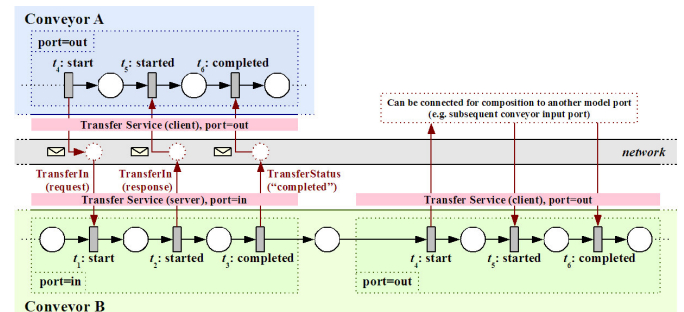 Conveyor A
port=out
t4: start
t5: started
t6: completed
Can be connected for composition to another model port
(e.g. subsequent conveyor input port)
Transfer Service (client), port=out
network
TransferIn
(request)
TransferIn
(response)
TransferStatus
(“completed”)
Transfer Service (server), port=in
Transfer Service (client), port=out
t1: start
t2: started
t3: completed
t4: start
t5: started
t6: completed
port=in
port=out
Conveyor B